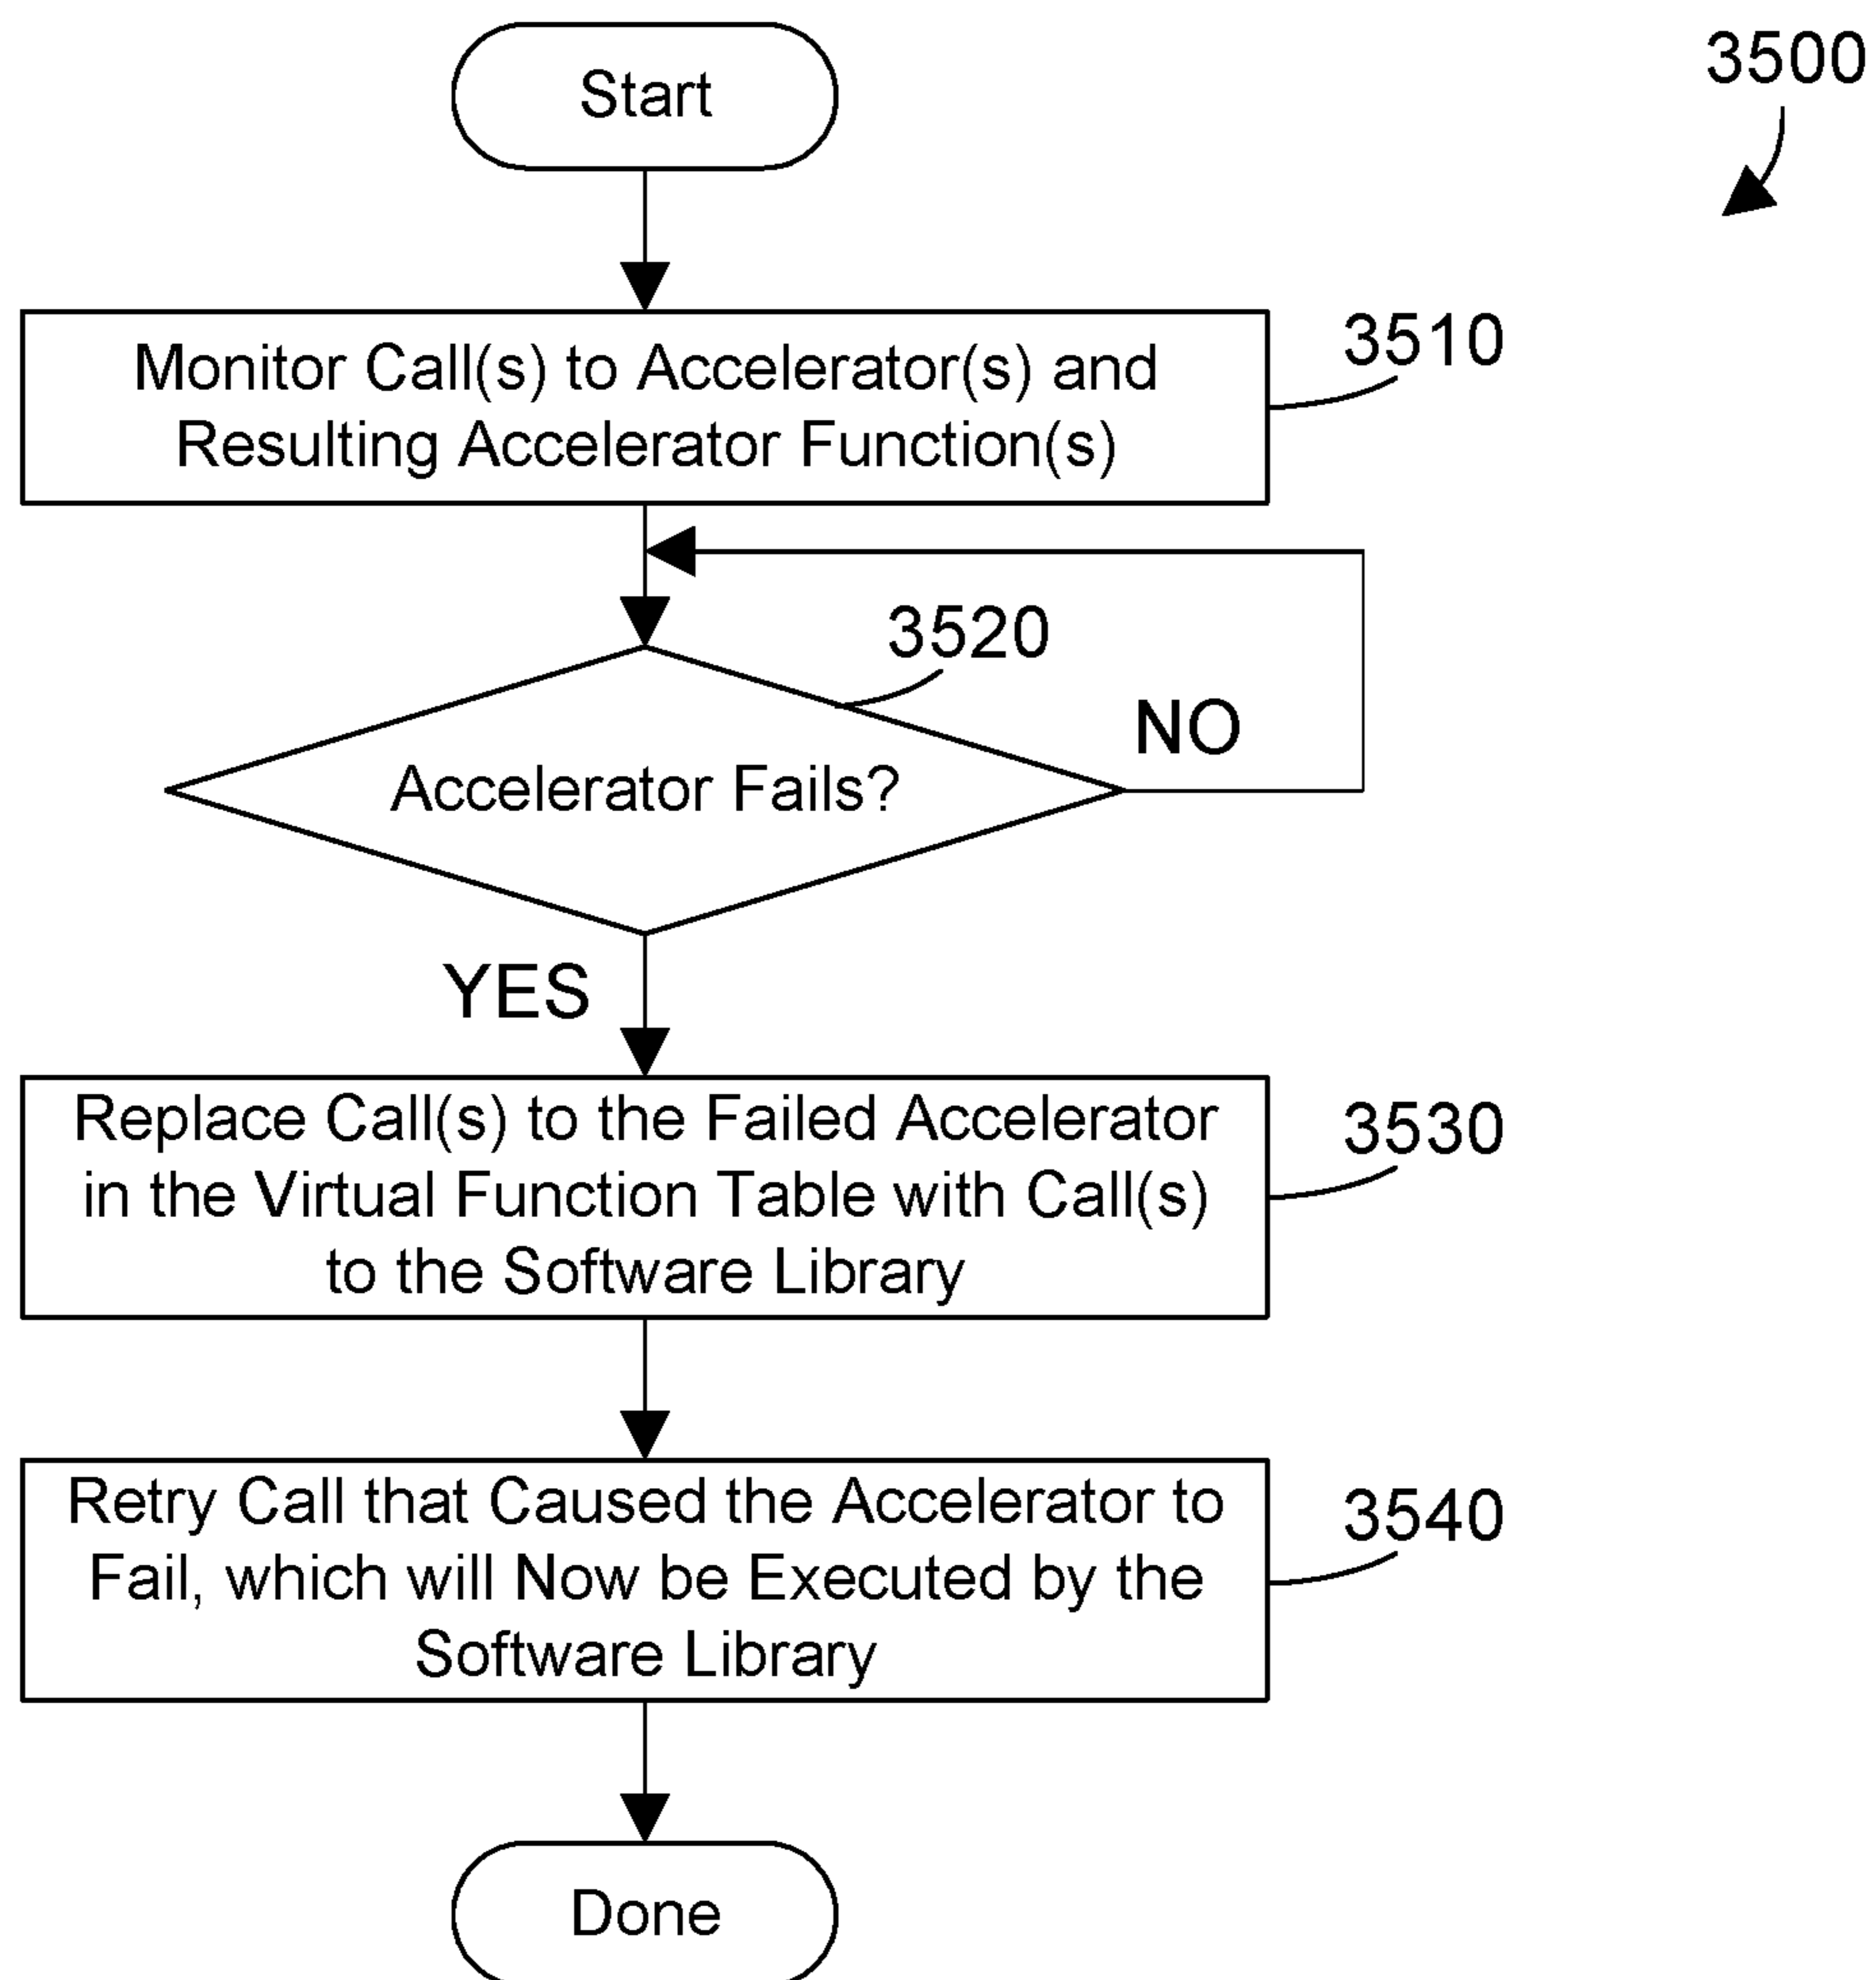 Start
3500
Monitor Call(s) to Accelerator(s) and
Resulting Accelerator Function(s)
3510
3520
NO
Accelerator Fails?
YES
Replace Call(s) to the Failed Accelerator
in the Virtual Function Table with Call(s)
to the Software Library
3530
Retry Call that Caused the Accelerator to
Fail, which will Now be Executed by the
Software Library
3540
Done